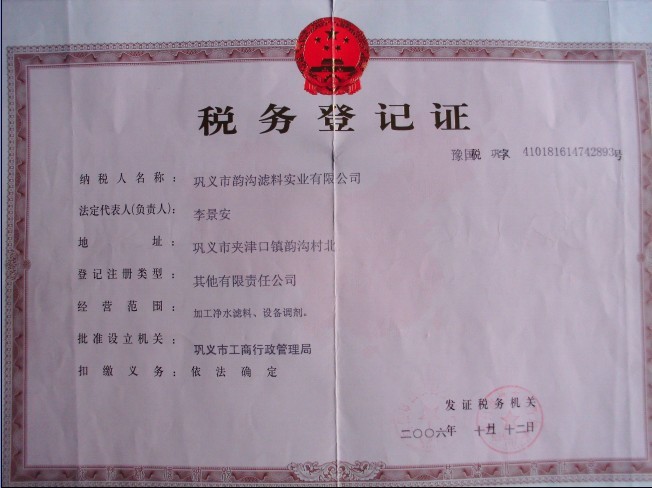 税务登记证
豫国税 巩字 410181614742893号
纳税人名称: 巩义市韵沟滤料实业有限公司
法定代表人(负责人): 李景安
地址: 巩义市夹津口镇韵沟村北
登记注册类型: 其他有限责任公司
经营范围: 加工净水滤料、设备调剂。
批准设立机关: 巩义市工商行政管理局
扣缴义务: 依法确定
发证税务机关
二〇〇六年 十月 十二日